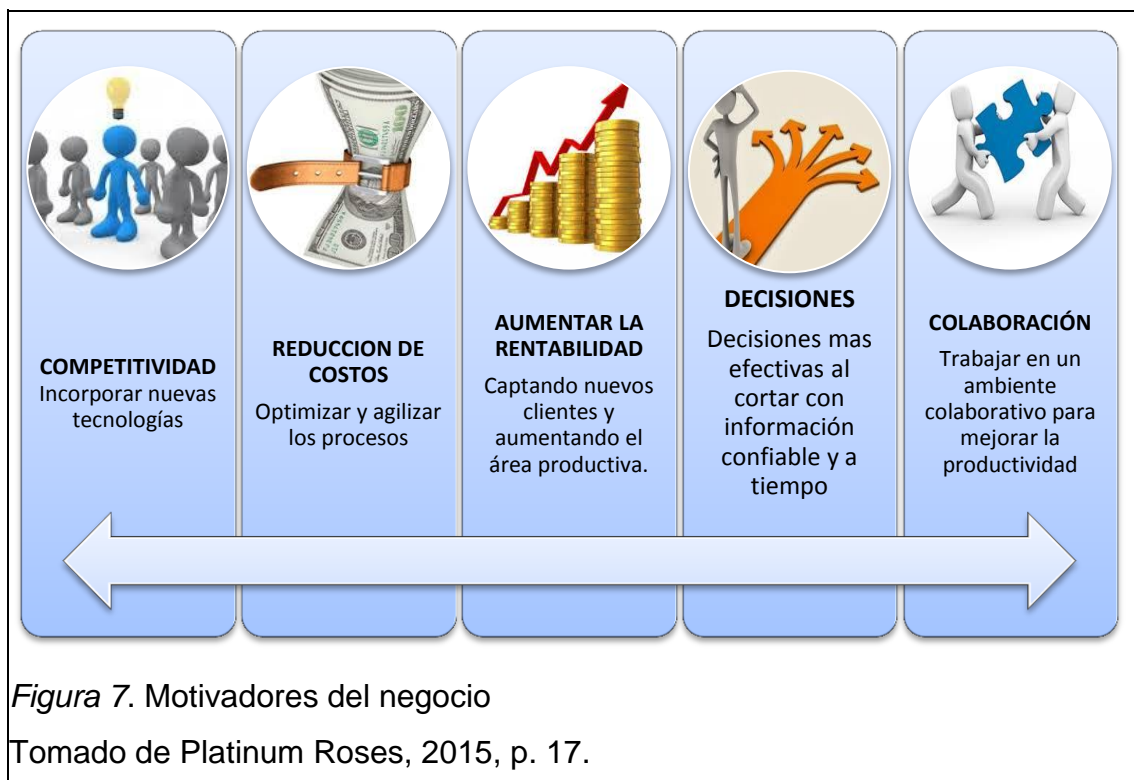 COMPETITIVIDAD
Incorporar nuevas
tecnologías
REDUCCION DE
COSTOS
Optimizar y agilizar
los procesos
AUMENTAR LA
RENTABILIDAD
Captando nuevos
clientes y
aumentando el
área productiva.
DECISIONES
Decisiones mas
efectivas al
cortar con
información
confiable y a
tiempo
COLABORACIÓN
Trabajar en un
ambiente
colaborativo para
mejorar la
productividad
Figura 7. Motivadores del negocio
Tomado de Platinum Roses, 2015, p. 17.